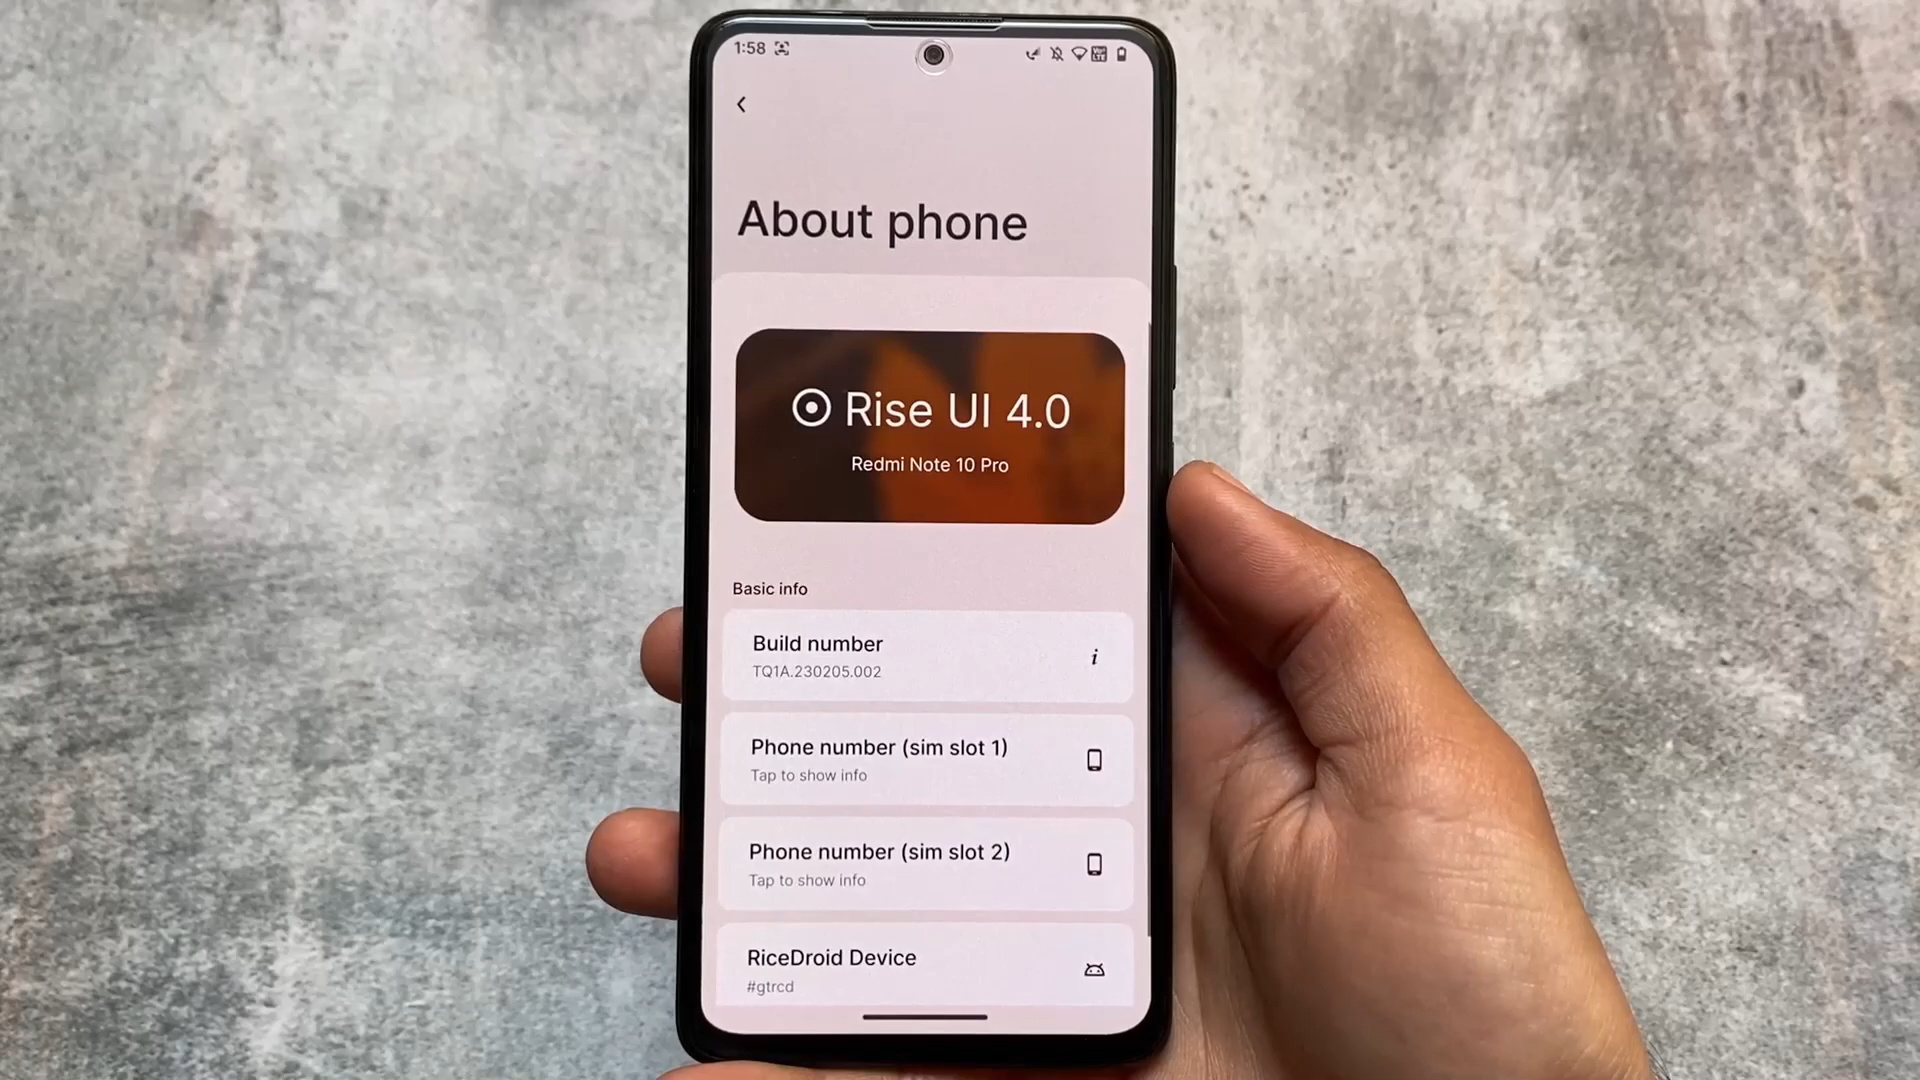 1:58
About phone
Rise UI 4.0
Redmi Note 10 Pro
Basic info
Build number
TQ1A.230205.002
Phone number (sim slot 1)
Tap to show info
Phone number (sim slot 2)
Tap to show info
RiceDroid Device
#gtrcd